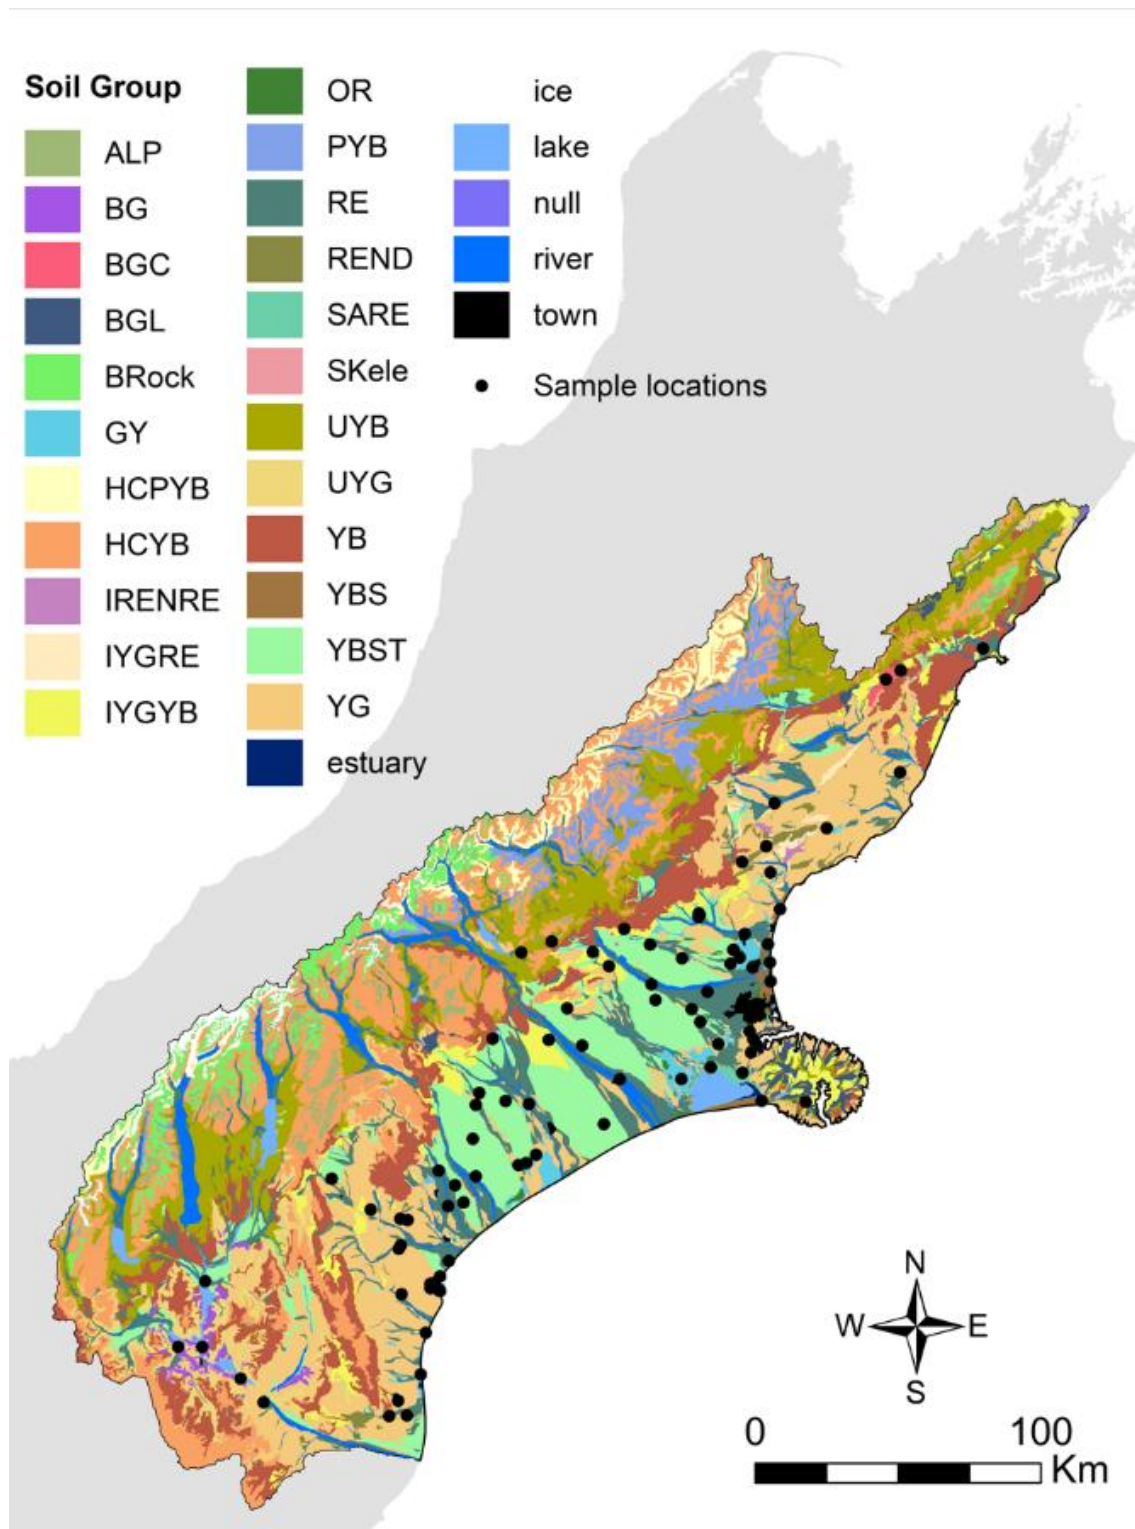 Soil Group
ALP
BG
BGC
BGL
BRock
GY
HCPYB
HCYB
IRENRE
IYGRE
IYGYB
OR
PYB
RE
REND
SARE
SKele
UYB
UYG
YB
YBS
YBST
YG
estuary
ice
lake
null
river
town
Sample locations
N
W E
S
0 100
Km